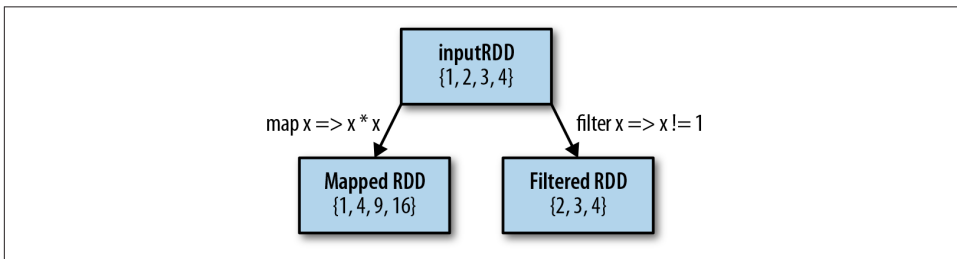 inputRDD
{1, 2, 3, 4}
map x => x * x
filter x => x != 1
Mapped RDD
{1, 4, 9, 16}
Filtered RDD
{2, 3, 4}